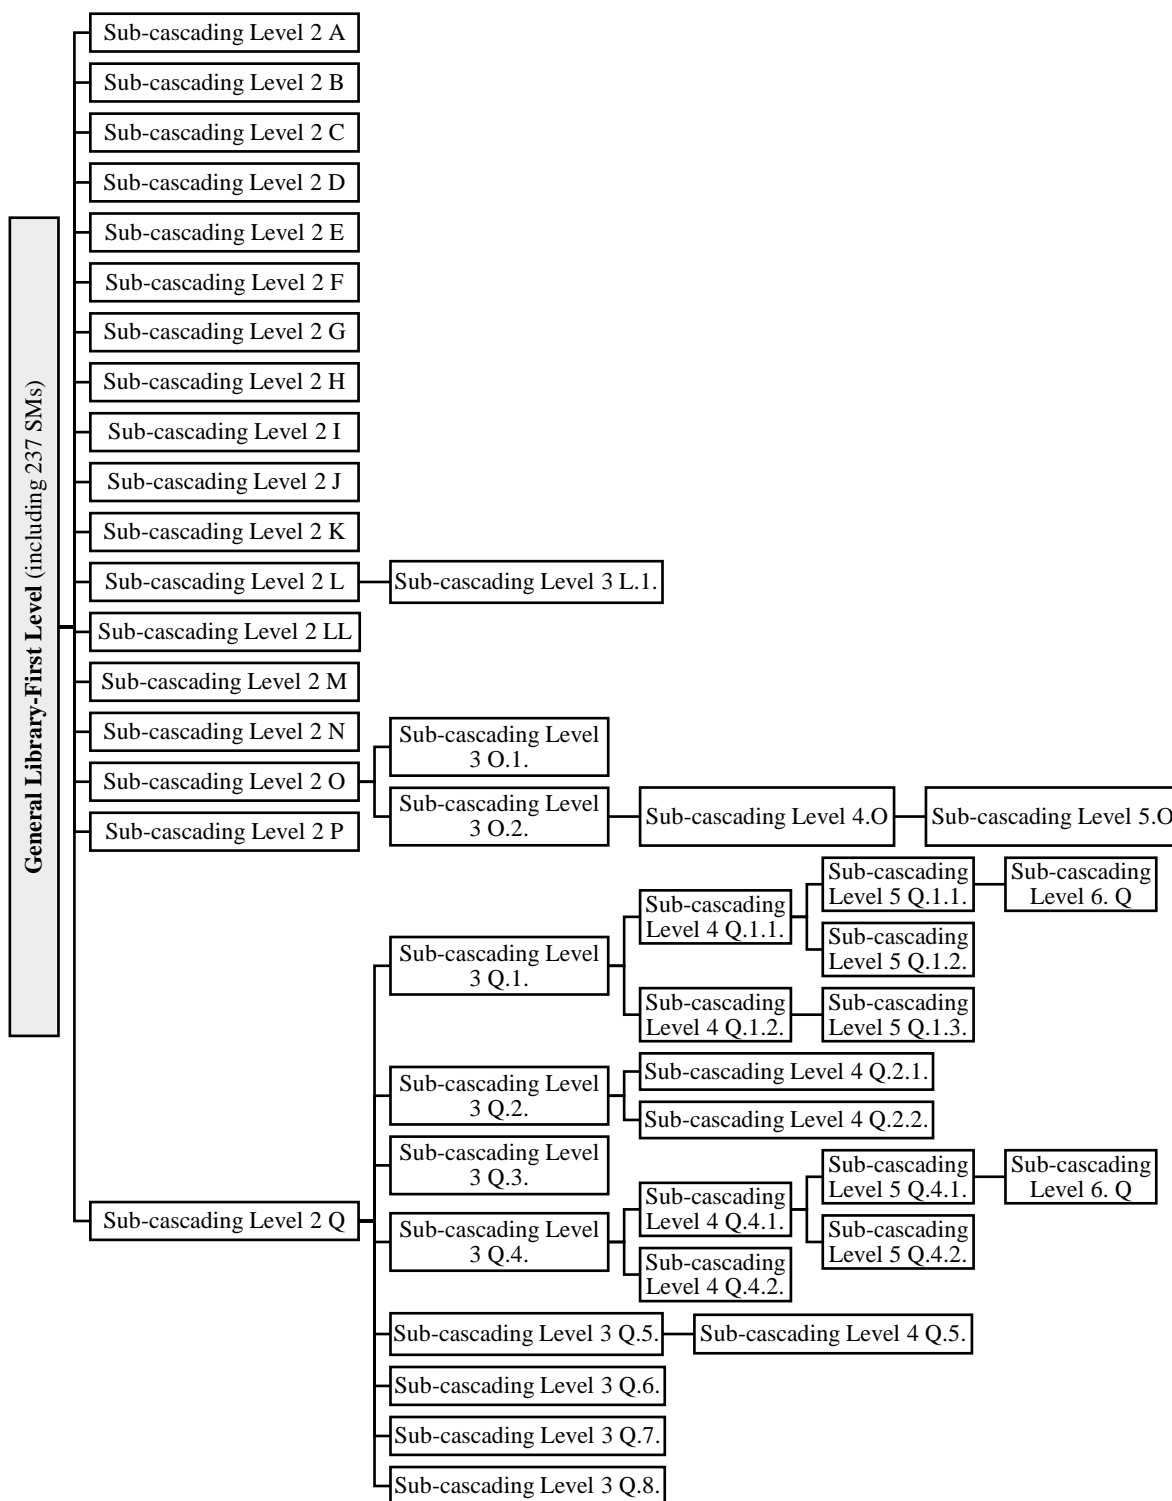 General Library-First Level (including 237 SMs)
Sub-cascading Level 2 A
Sub-cascading Level 2 B
Sub-cascading Level 2 C
Sub-cascading Level 2 D
Sub-cascading Level 2 E
Sub-cascading Level 2 F
Sub-cascading Level 2 G
Sub-cascading Level 2 H
Sub-cascading Level 2 I
Sub-cascading Level 2 J
Sub-cascading Level 2 K
Sub-cascading Level 2 L
Sub-cascading Level 3 L.1.
Sub-cascading Level 2 LL
Sub-cascading Level 2 M
Sub-cascading Level 2 N
Sub-cascading Level 2 O
Sub-cascading Level
3 O.1.
Sub-cascading Level
3 O.2.
Sub-cascading Level 4.O
Sub-cascading Level 5.O
Sub-cascading Level 2 P
Sub-cascading Level 2 Q
Sub-cascading Level
3 Q.1.
Sub-cascading
Level 4 Q.1.1.
Sub-cascading
Level 5 Q.1.1.
Sub-cascading
Level 6. Q
Sub-cascading
Level 5 Q.1.2.
Sub-cascading
Level 4 Q.1.2.
Sub-cascading
Level 5 Q.1.3.
Sub-cascading Level
3 Q.2.
Sub-cascading Level 4 Q.2.1.
Sub-cascading Level 4 Q.2.2.
Sub-cascading Level
3 Q.3.
Sub-cascading Level
3 Q.4.
Sub-cascading
Level 4 Q.4.1.
Sub-cascading
Level 5 Q.4.1.
Sub-cascading
Level 6. Q
Sub-cascading
Level 5 Q.4.2.
Sub-cascading
Level 4 Q.4.2.
Sub-cascading Level 3 Q.5.
Sub-cascading Level 4 Q.5.
Sub-cascading Level 3 Q.6.
Sub-cascading Level 3 Q.7.
Sub-cascading Level 3 Q.8.